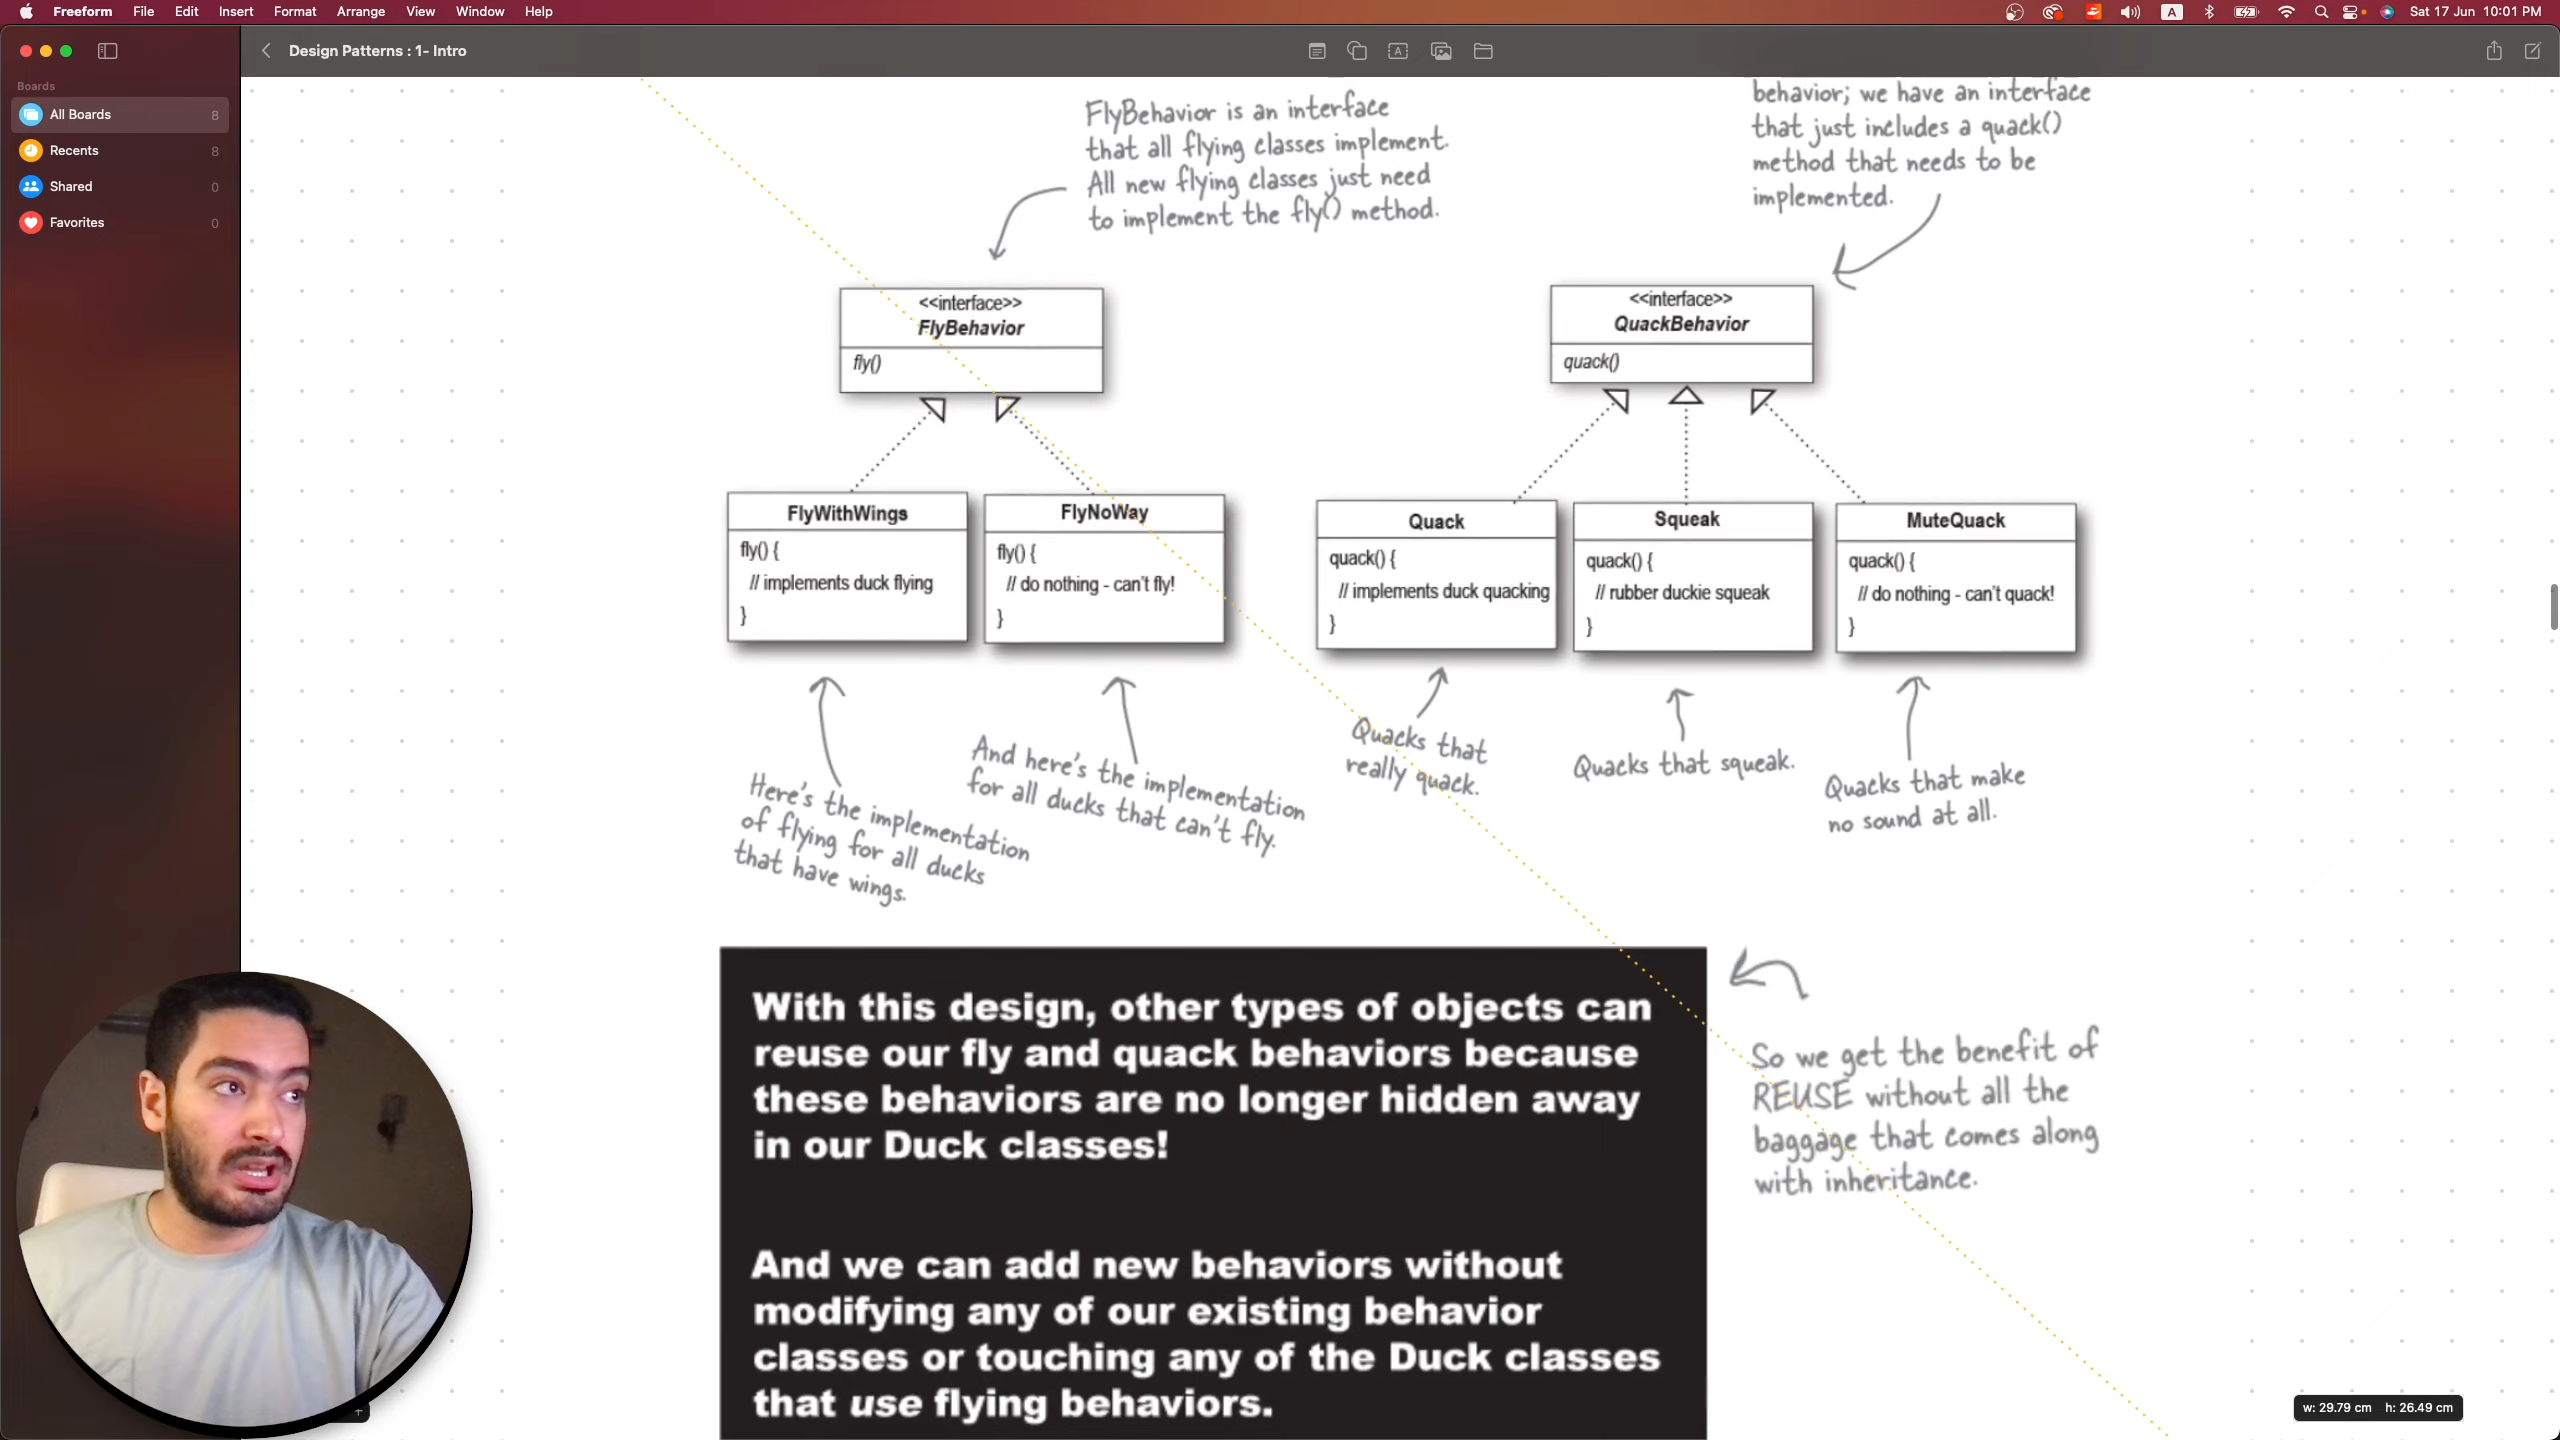 Freeform File Edit Insert Format Arrange View Window Help
A
Sat 17 Jun 10:01 PM
Design Patterns : 1- Intro
A
Boards
All Boards 8
Recents 8
Shared 0
Favorites 0
FlyBehavior is an interface
that all flying classes implement.
All new flying classes just need
to implement the fly() method.
behavior; we have an interface
that just includes a quack()
method that needs to be
implemented.
<<interface>>
FlyBehavior
fly()
<<interface>>
QuackBehavior
quack()
FlyWithWings
fly() {
// implements duck flying
}
FlyNoWay
fly() {
// do nothing - can't fly!
}
Quack
quack() {
// implements duck quacking
}
Squeak
quack() {
// rubber duckie squeak
}
MuteQuack
quack() {
// do nothing - can't quack!
}
Here's the implementation
of flying for all ducks
that have wings.
And here's the implementation
for all ducks that can't fly.
Quacks that
really quack.
Quacks that squeak.
Quacks that make
no sound at all.
With this design, other types of objects can
reuse our fly and quack behaviors because
these behaviors are no longer hidden away
in our Duck classes!
And we can add new behaviors without
modifying any of our existing behavior
classes or touching any of the Duck classes
that use flying behaviors.
So we get the benefit of
REUSE without all the
baggage that comes along
with inheritance.
w: 29.79 cm h: 26.49 cm